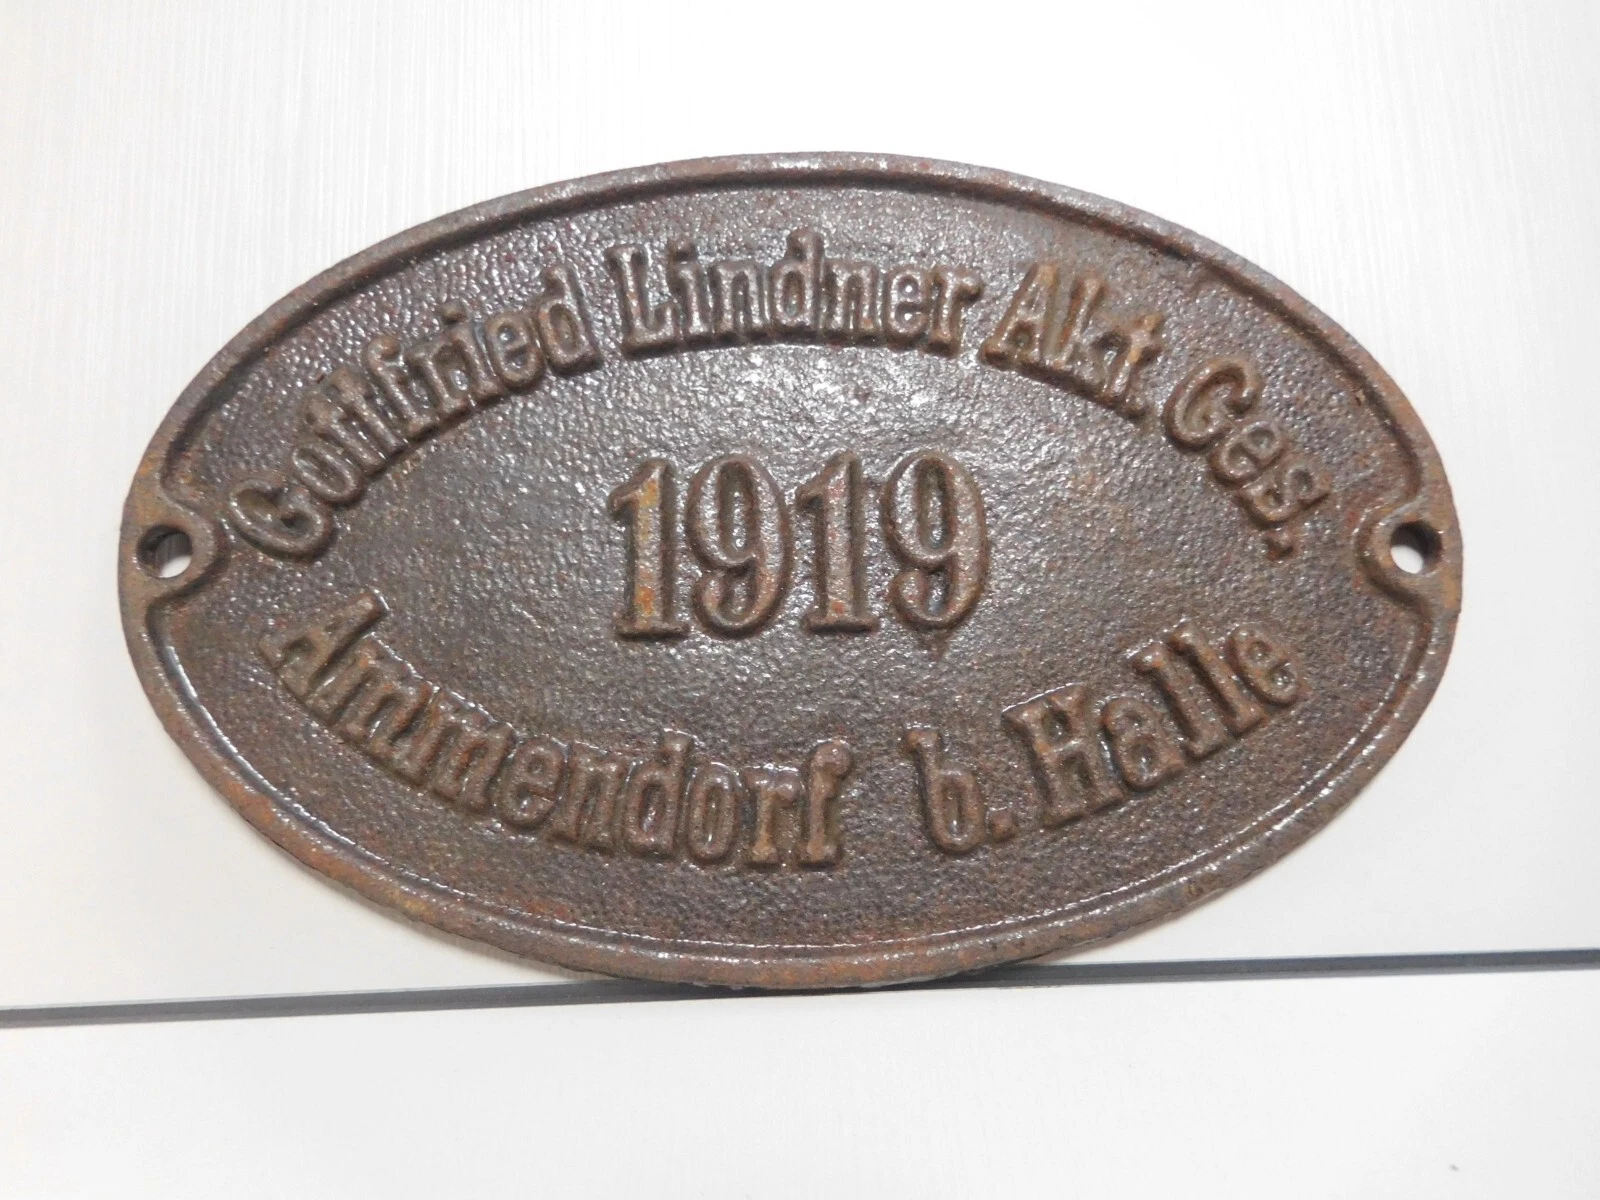 Gottfried Lindner Akt. Ges.
1919
Ammendorf b. Halle